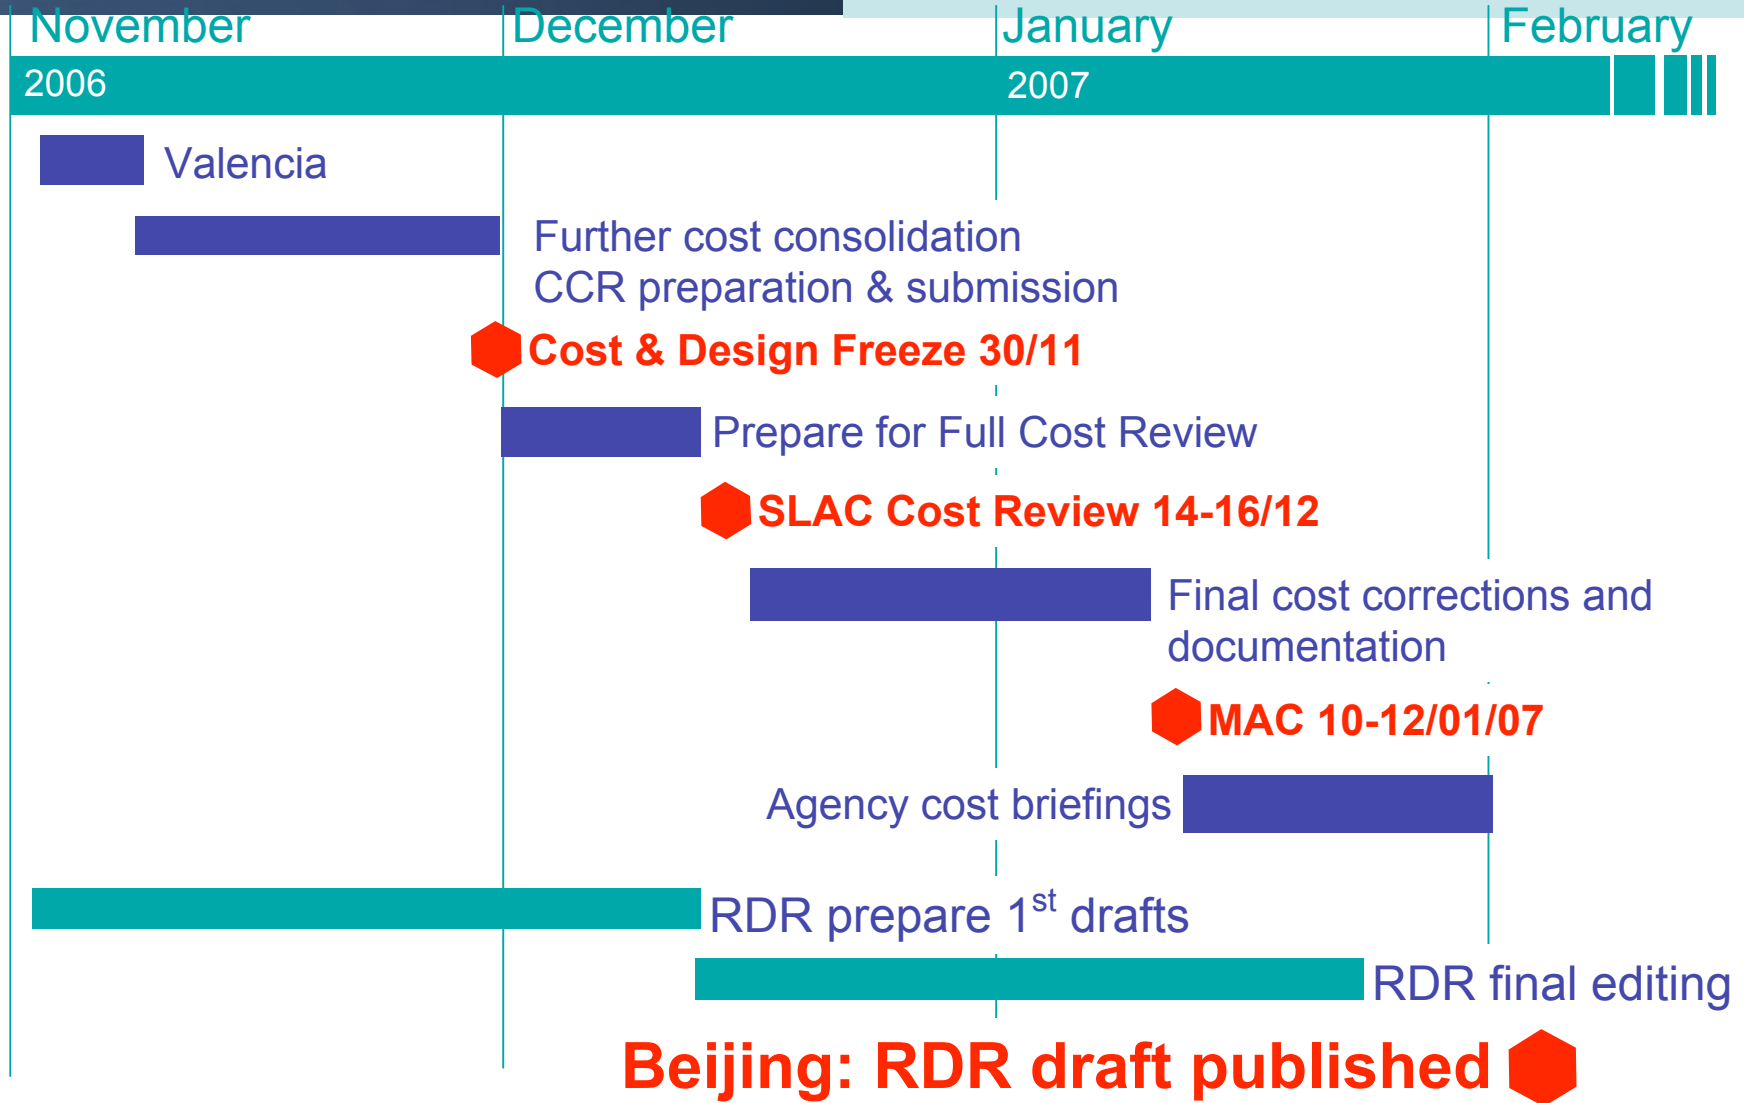 November December January February
2006 2007
Valencia
Further cost consolidation
CCR preparation & submission
Cost & Design Freeze 30/11
Prepare for Full Cost Review
SLAC Cost Review 14-16/12
Final cost corrections and
documentation
MAC 10-12/01/07
Agency cost briefings
RDR prepare 1st drafts
RDR final editing
Beijing: RDR draft published